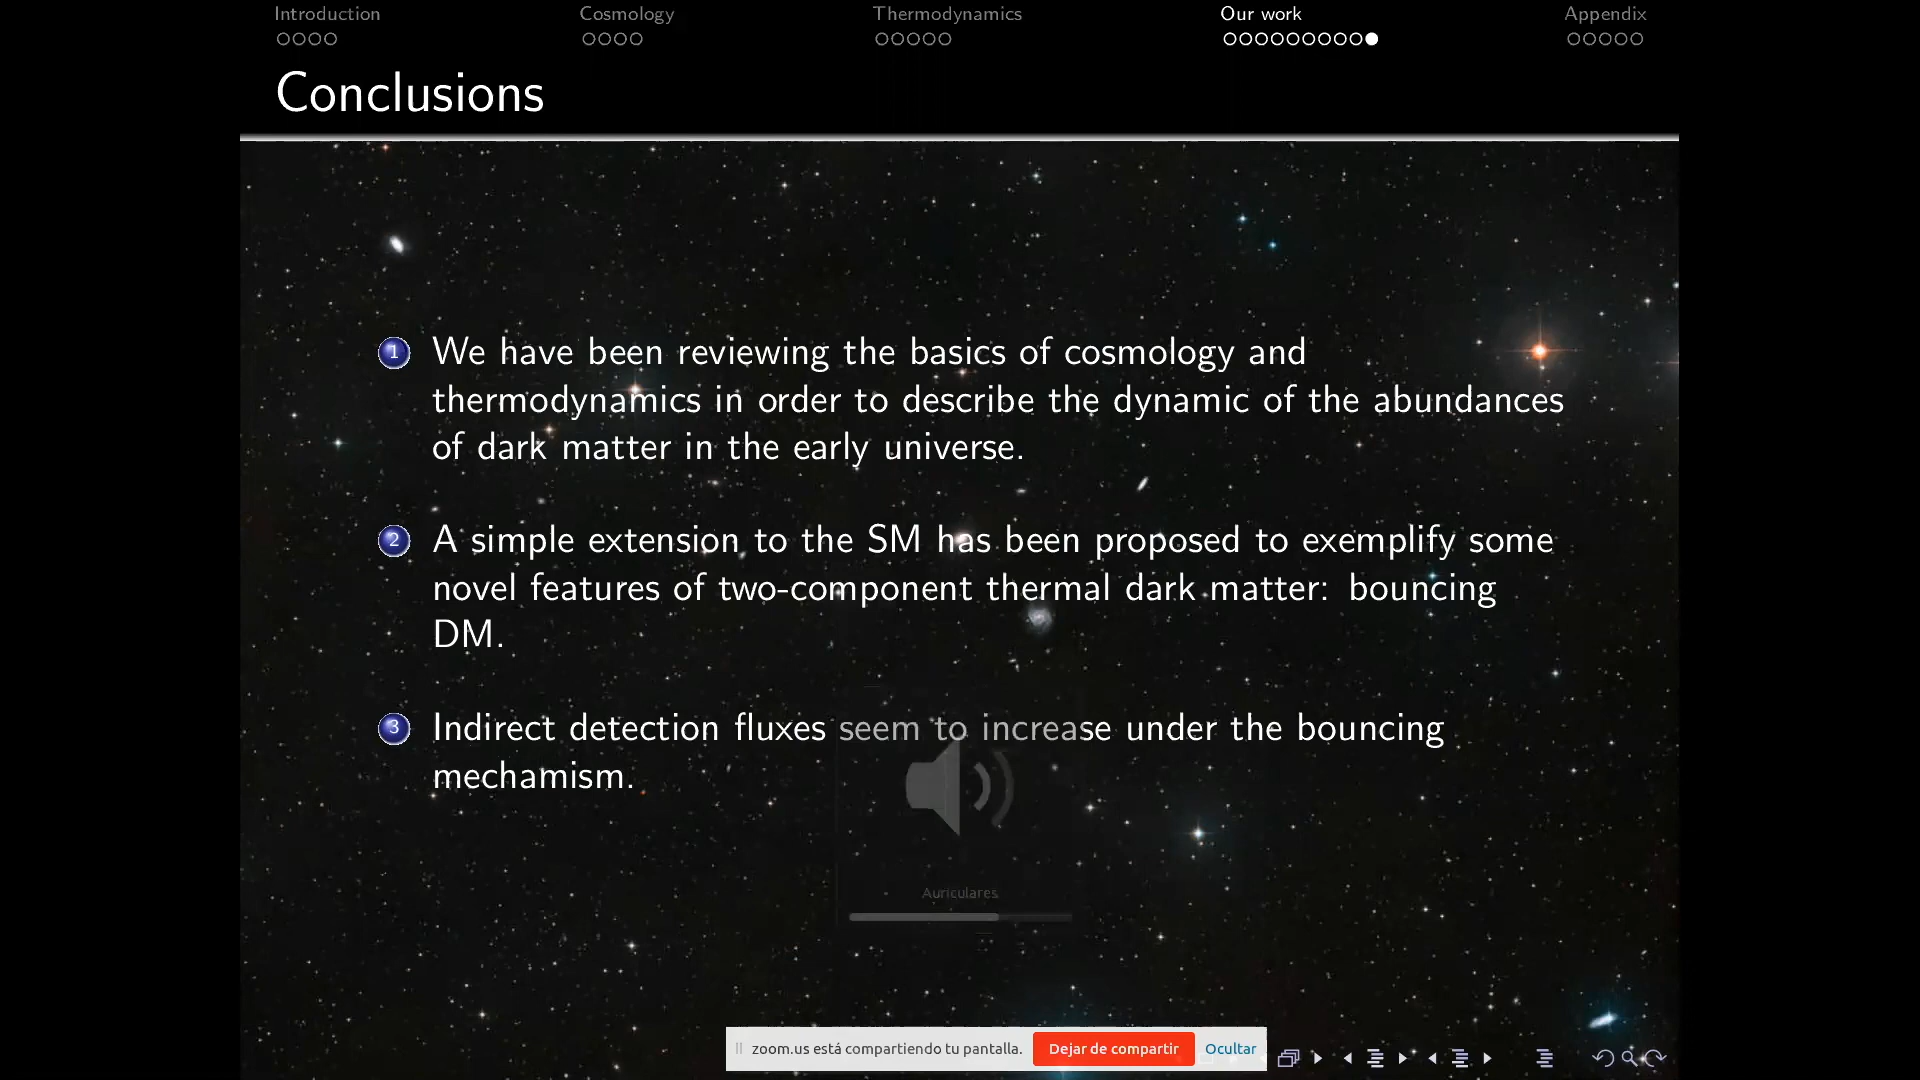 Introduction Cosmology Thermodynamics Our work Appendix
Conclusions
1 We have been reviewing the basics of cosmology and
thermodynamics in order to describe the dynamic of the abundances
of dark matter in the early universe.
2 A simple extension to the SM has been proposed to exemplify some
novel features of two-component thermal dark matter: bouncing
DM.
3 Indirect detection fluxes seem to increase under the bouncing
mechamism.
Auriculares
zoom.us está compartiendo tu pantalla. Dejar de compartir Ocultar